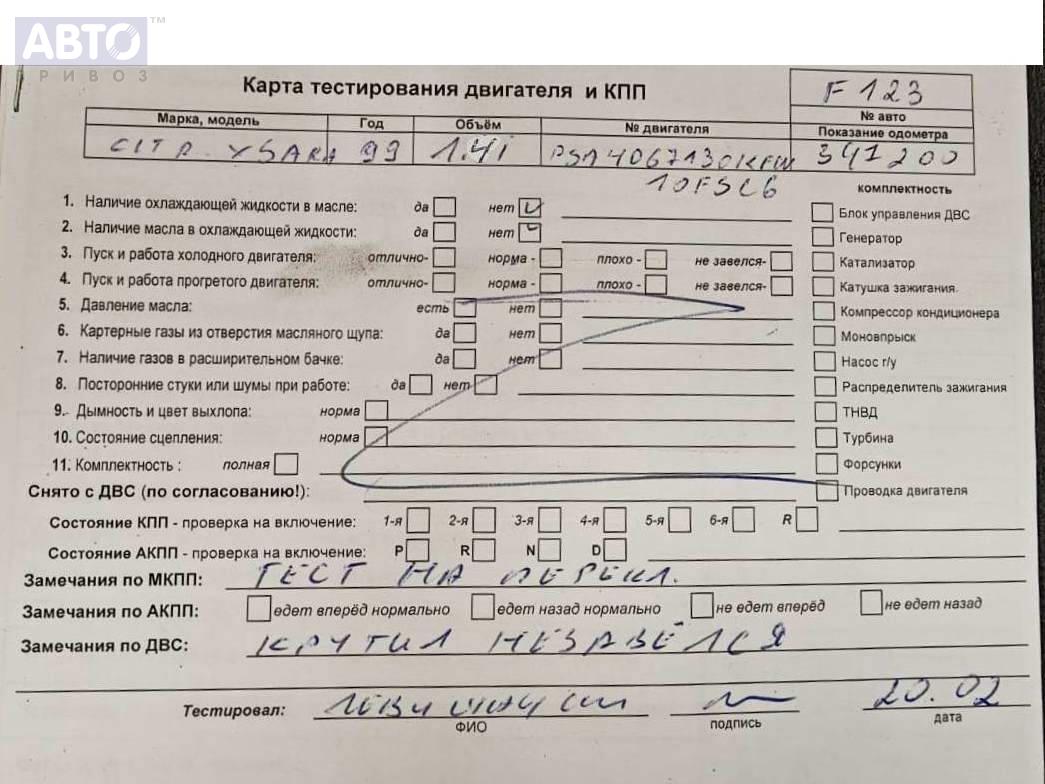 АВТО TM
ПРИВОЗ
Карта тестирования двигателя и КПП
F 123
№ авто
Марка, модель Год Объём № двигателя Показание одометра
CITR. XSARA 99 1.4i PSA 341200
10FSC6
комплектность
1. Наличие охлаждающей жидкости в масле: да нет
Блок управления ДВС
2. Наличие масла в охлаждающей жидкости: да нет
Генератор
3. Пуск и работа холодного двигателя: отлично- норма - плохо - не завелся-
Катализатор
4. Пуск и работа прогретого двигателя: отлично- норма - плохо - не завелся-
Катушка зажигания.
5. Давление масла: есть нет
Компрессор кондиционера
6. Картерные газы из отверстия масляного щупа: да нет
Моновпрыск
7. Наличие газов в расширительном бачке: да нет
Насос г/у
8. Посторонние стуки или шумы при работе: да нет
Распределитель зажигания
9. Дымность и цвет выхлопа: норма
ТНВД
10. Состояние сцепления: норма
Турбина
11. Комплектность : полная
Форсунки
Снято с ДВС (по согласованию!):
Проводка двигателя
Состояние КПП - проверка на включение: 1-я 2-я 3-я 4-я 5-я 6-я R
Состояние АКПП - проверка на включение: P R N D
Замечания по МКПП: ТЕСТ НА ПЕРЕКЛ.
Замечания по АКПП: едет вперёд нормально едет назад нормально не едет вперёд не едет назад
Замечания по ДВС: КРУТИЛ НЕЗАВЁЛСЯ
20.02
Тестировал:
ФИО подпись дата